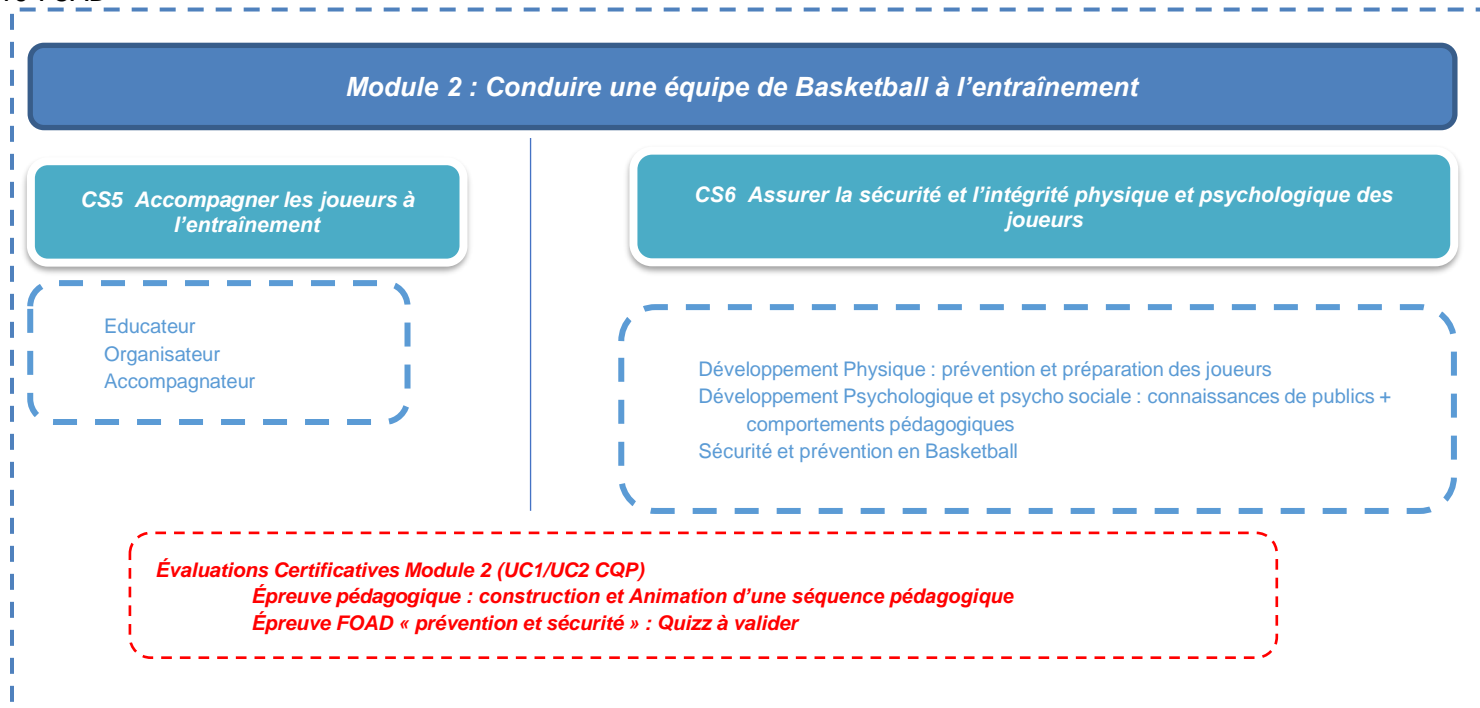 Module 2 : Conduire une équipe de Basketball à l’entraînement
CS5 Accompagner les joueurs à
l’entraînement
CS6 Assurer la sécurité et l’intégrité physique et psychologique des
joueurs
Educateur
Organisateur
Accompagnateur
Développement Physique : prévention et préparation des joueurs
Développement Psychologique et psycho sociale : connaissances de publics +
comportements pédagogiques
Sécurité et prévention en Basketball
Évaluations Certificatives Module 2 (UC1/UC2 CQP)
Épreuve pédagogique : construction et Animation d’une séquence pédagogique
Épreuve FOAD « prévention et sécurité » : Quizz à valider